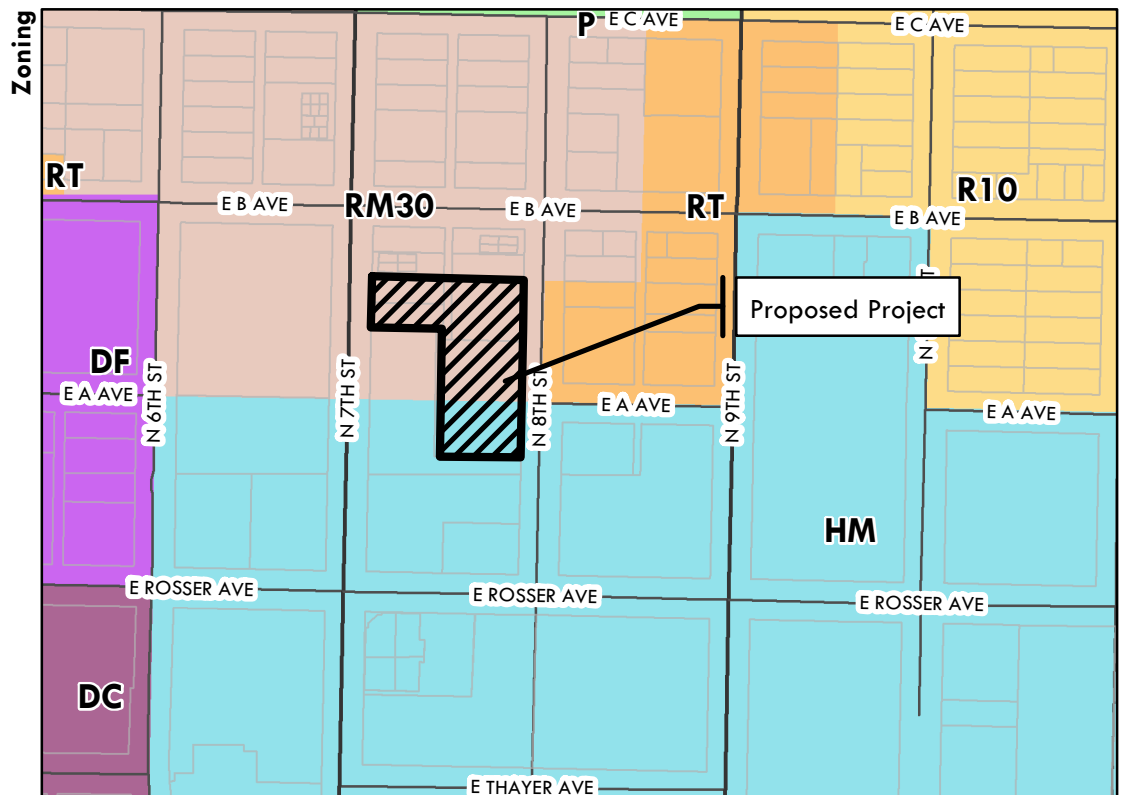 Zoning
P
E C AVE
E C AVE
RT
E B AVE
RM30
E B AVE
RT
R10
E B AVE
Proposed Project
N
T
DF
E A AVE
N 6TH ST
N 7TH ST
N 8TH ST
E A AVE
N 9TH ST
E A AVE
HM
E ROSSER AVE
E ROSSER AVE
E ROSSER AVE
DC
E THAYER AVE